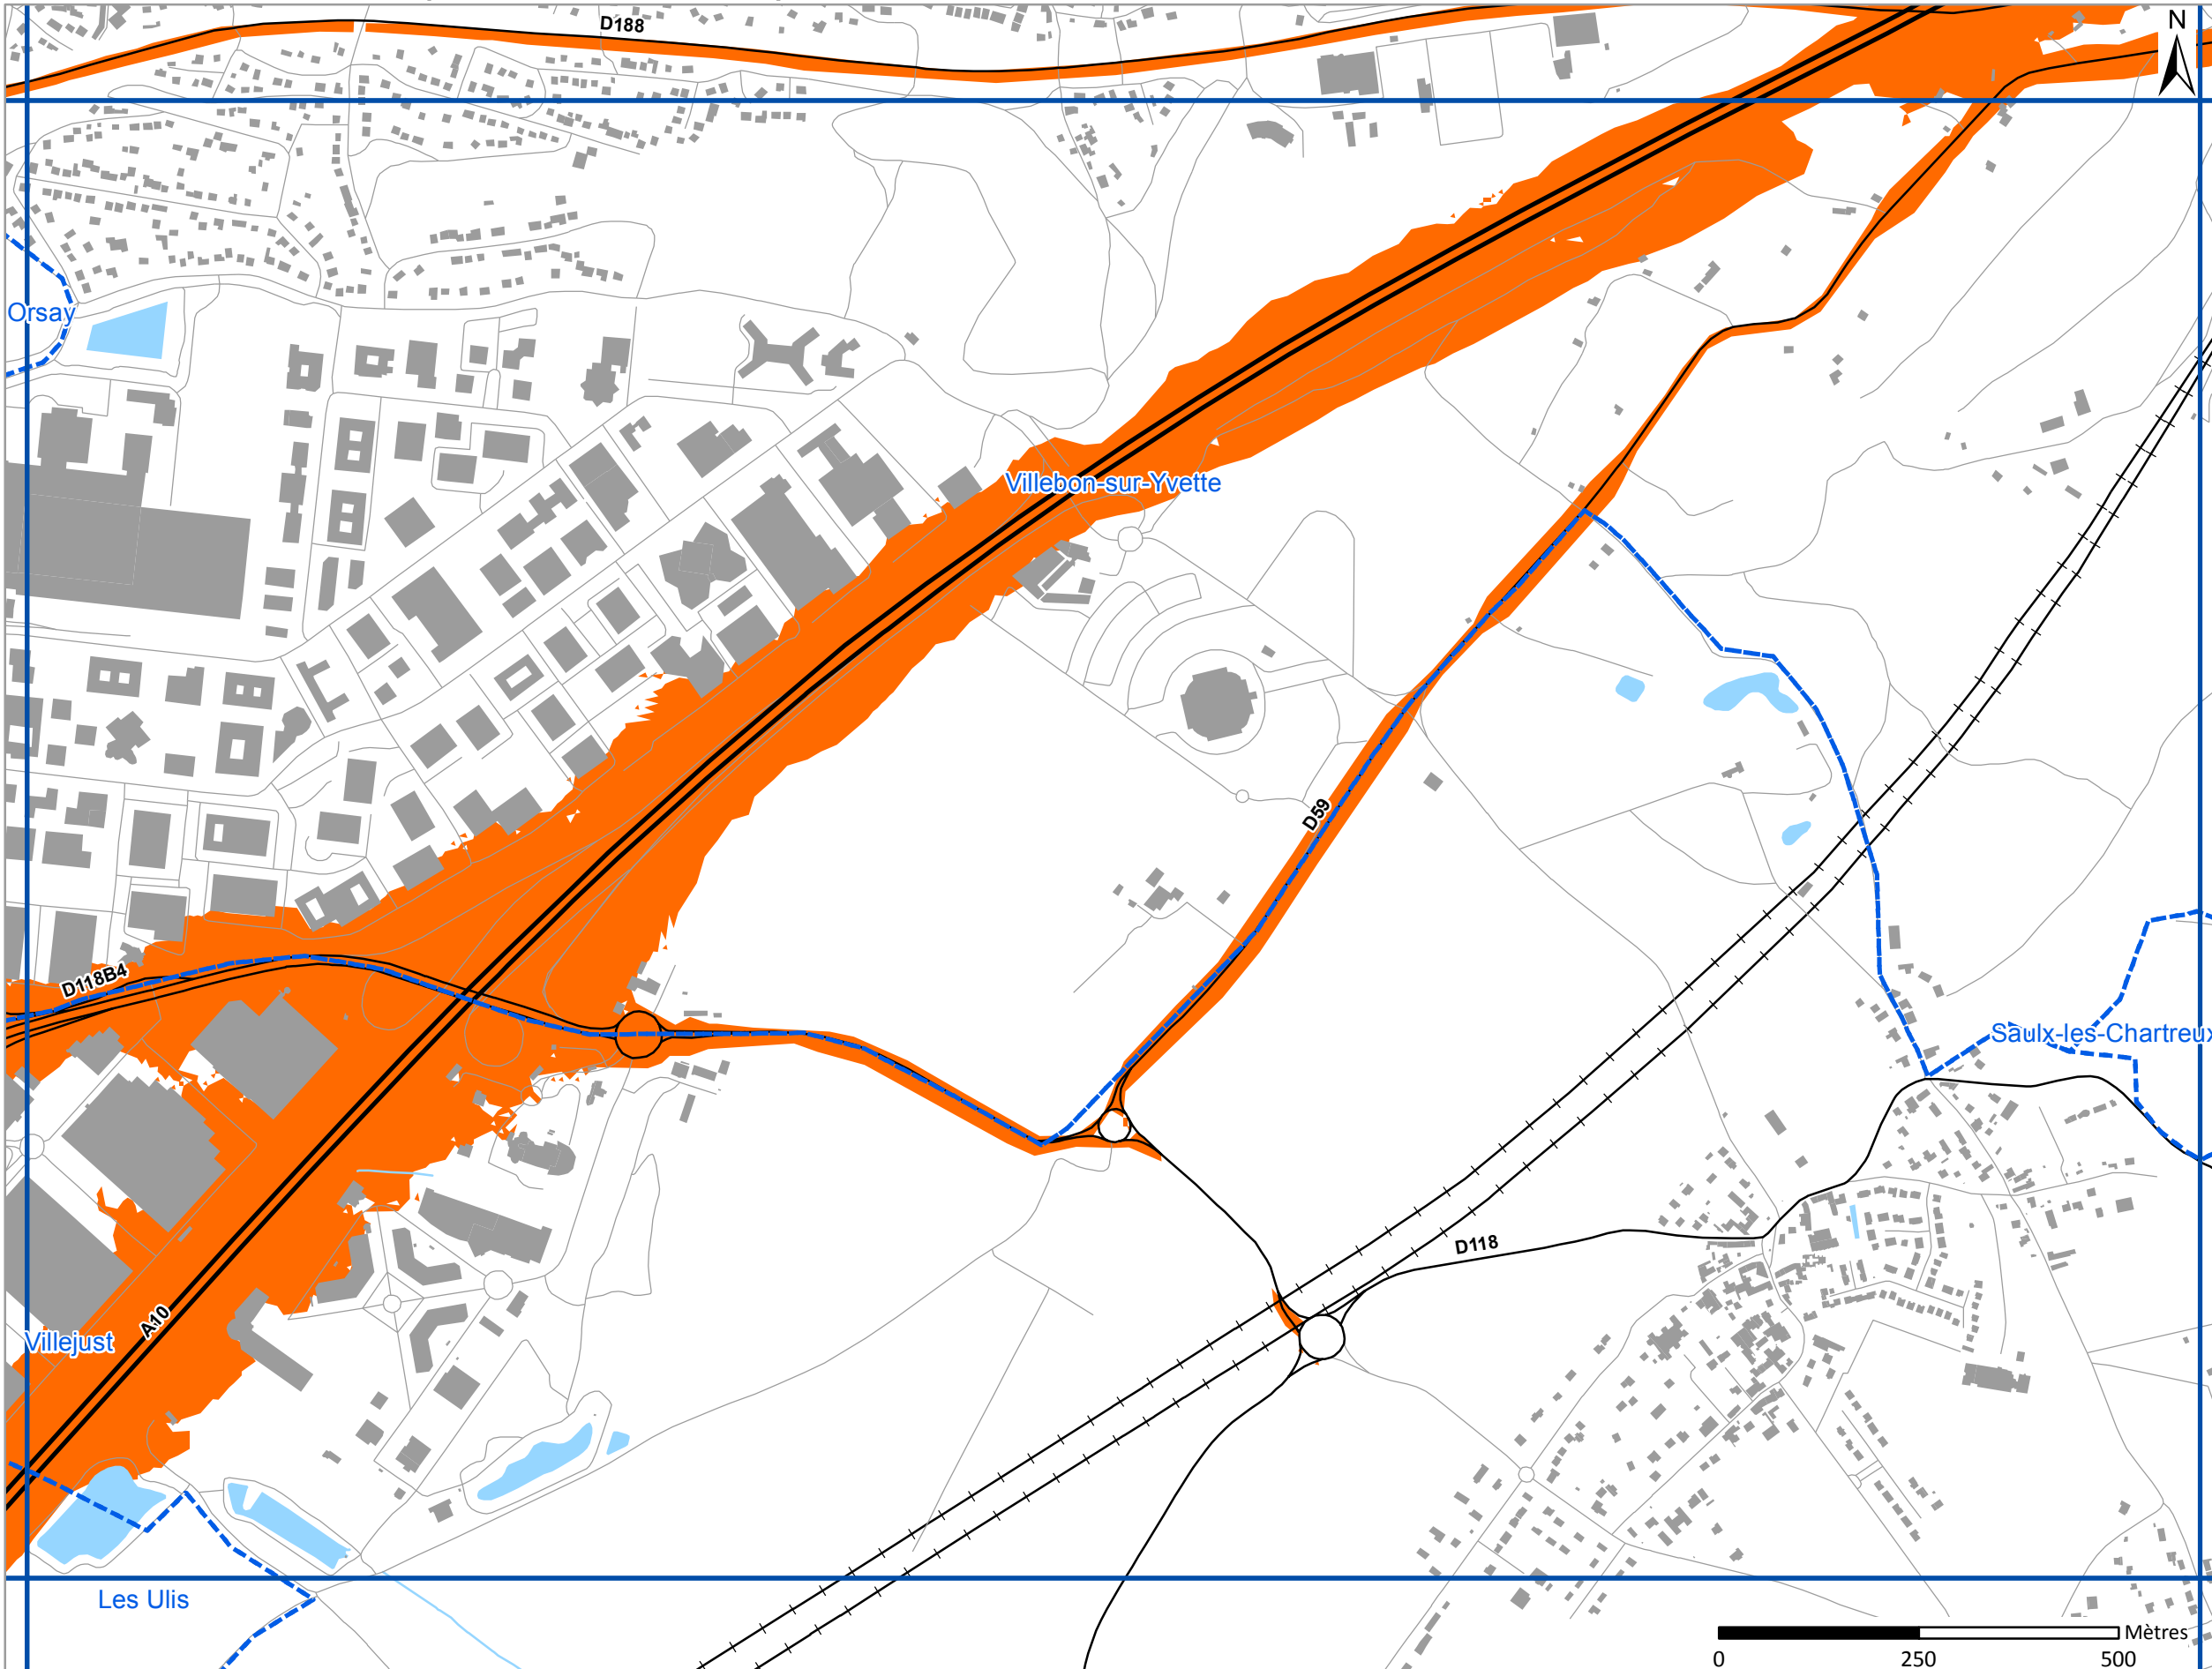 D188
N
Orsay
Villebon-sur-Yvette
D59
D118B4
Saulx-les-Chartreux
D118
A10
Villejust
Les Ulis
Mètres
0 250 500